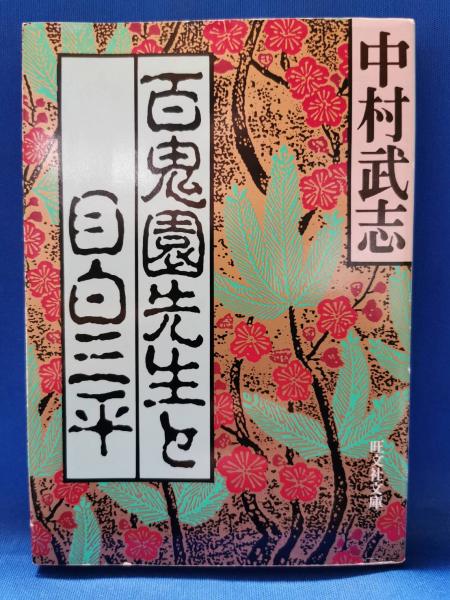 中村武志
百鬼園先生と
目白三平
旺文社文庫